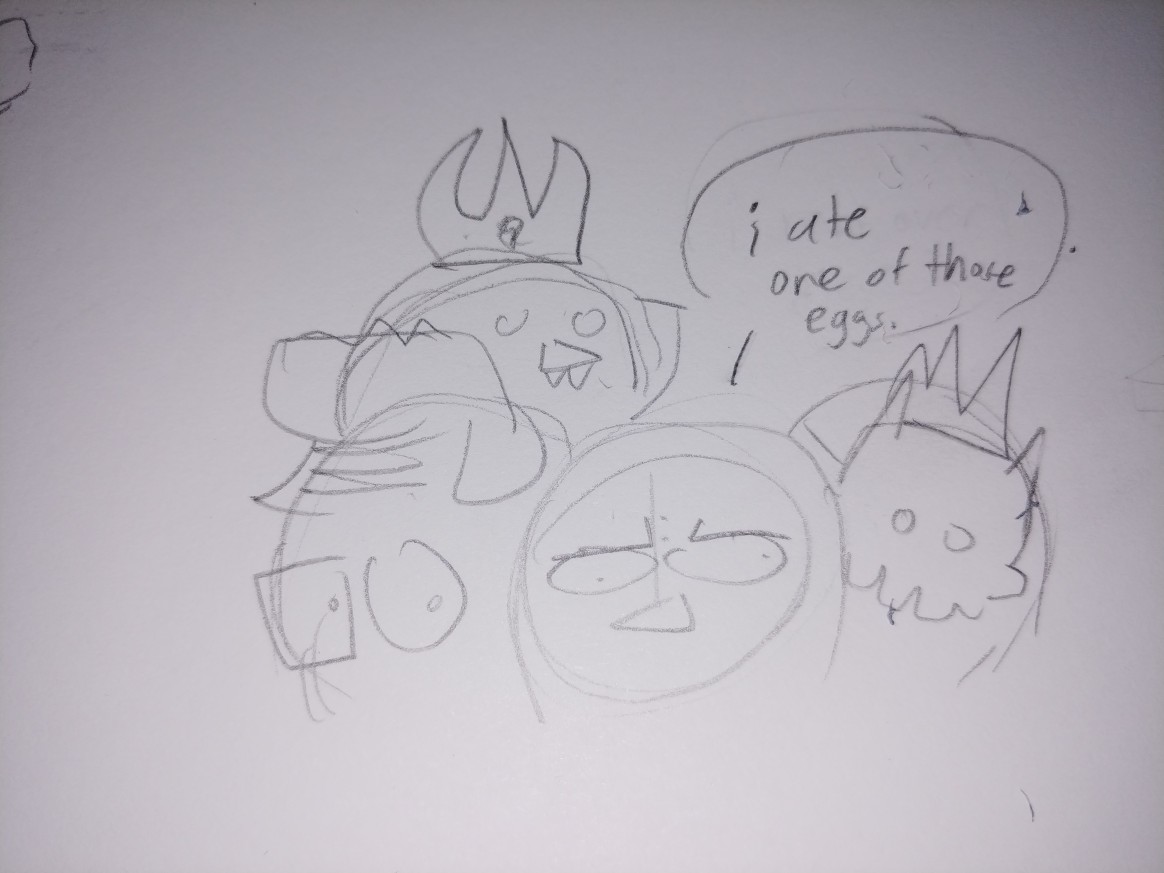 i ate
one of those
eggs.